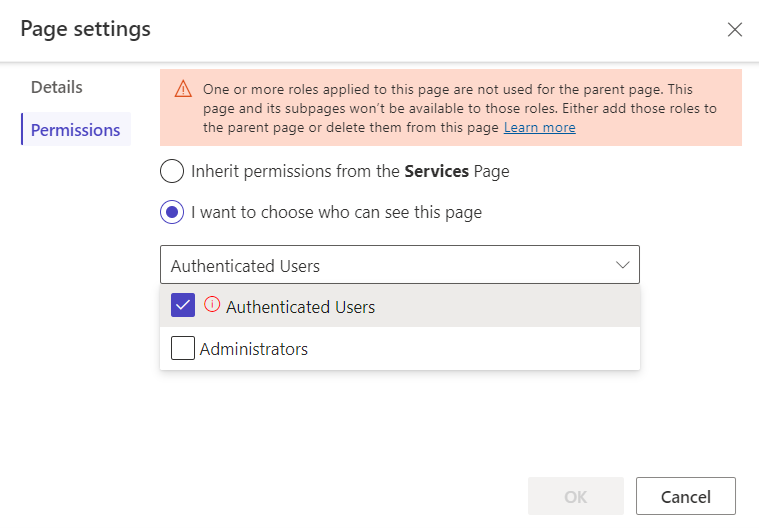 Page settings
Details
Permissions
One or more roles applied to this page are not used for the parent page. This
page and its subpages won't be available to those roles. Either add those roles to
the parent page or delete them from this page Learn more
Inherit permissions from the Services Page
I want to choose who can see this page
Authenticated Users
Authenticated Users
Administrators
OK
Cancel